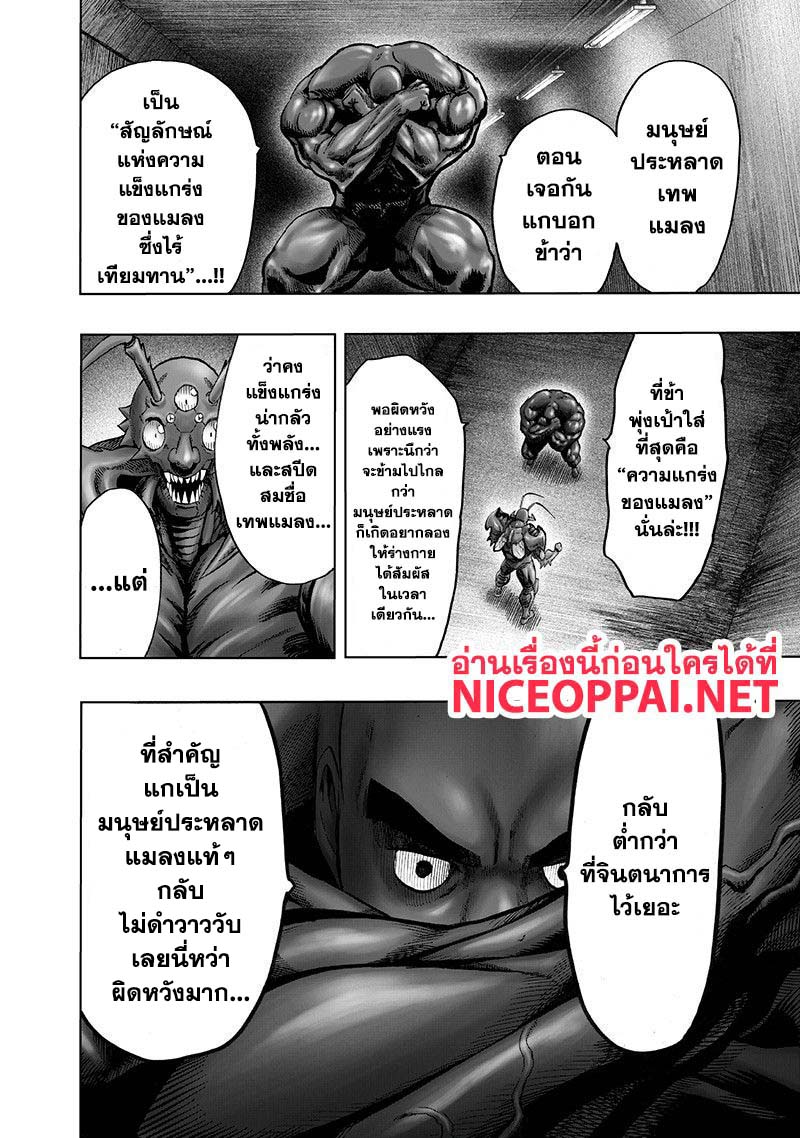 มนุษย์
ประหลาด
เทพ
แมลง
ตอน
เจอกัน
แกบอก
ข้าว่า
เป็น
“สัญลักษณ์
แห่งความ
แข็งแกร่ง
ของแมลง
ซึ่งไร้
เทียมทาน”...!!
ที่ข้า
พุ่งเป้าใส่
ที่สุดคือ
“ความแกร่ง
ของแมลง”
นั่นล่ะ!!!
พอผิดหวัง
อย่างแรง
เพราะนึกว่า
จะข้ามไปไกล
กว่า
มนุษย์ประหลาด
ก็เกิดอยากลอง
ให้ร่างกาย
ได้สัมผัส
ในเวลา
เดียวกัน...
ว่าคง
แข็งแกร่ง
น่ากลัว
ทั้งพลัง...
และสปีด
สมชื่อ
เทพแมลง...
...แต่
อ่านเรื่องนี้ก่อนใครได้ที่
NICEOPPAI.NET
กลับ
ต่ำกว่า
ที่จินตนาการ
ไว้เยอะ
ที่สำคัญ
แกเป็น
มนุษย์ประหลาด
แมลงแท้ๆ
กลับ
ไม่ดำวาววับ
เลยนี่หว่า
ผิดหวังมาก...